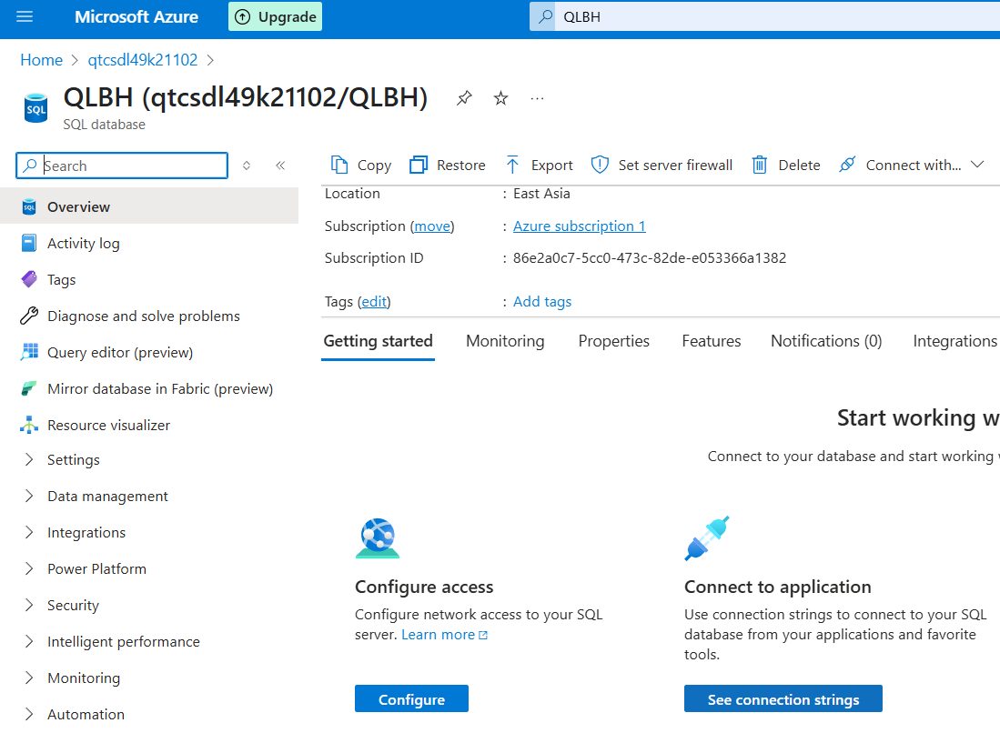 Microsoft Azure
Upgrade
QLBH
Home > qtcsdl49k21102 >
QLBH (qtcsdl49k21102/QLBH)
SQL
SQL database
Search
Copy
Restore
Export
Set server firewall
Delete
Connect with...
Overview
Activity log
Tags
Diagnose and solve problems
Query editor (preview)
Mirror database in Fabric (preview)
Resource visualizer
Settings
Data management
Integrations
Power Platform
Security
Intelligent performance
Monitoring
Automation
Location : East Asia
Subscription (move) : Azure subscription 1
Subscription ID : 86e2a0c7-5cc0-473c-82de-e053366a1382
Tags (edit) : Add tags
Getting started
Monitoring
Properties
Features
Notifications (0)
Integrations
Start working w
Connect to your database and start working
Configure access
Configure network access to your SQL
server. Learn more
Configure
Connect to application
Use connection strings to connect to your SQL
database from your applications and favorite
tools.
See connection strings